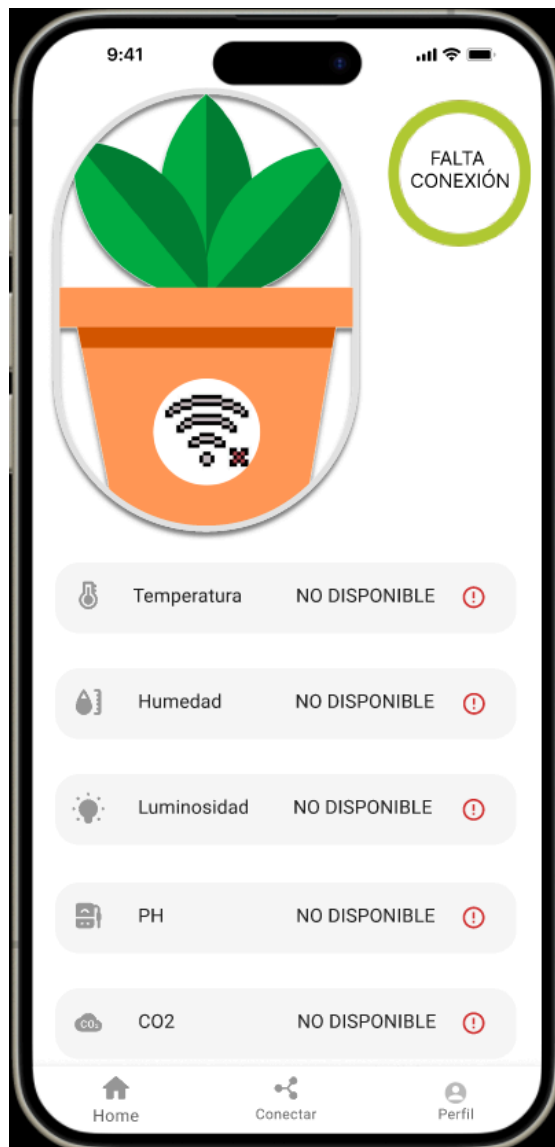 9:41
FALTA
CONEXIÓN
Temperatura NO DISPONIBLE
Humedad NO DISPONIBLE
Luminosidad NO DISPONIBLE
PH NO DISPONIBLE
CO₂ CO2 NO DISPONIBLE
Home Conectar Perfil